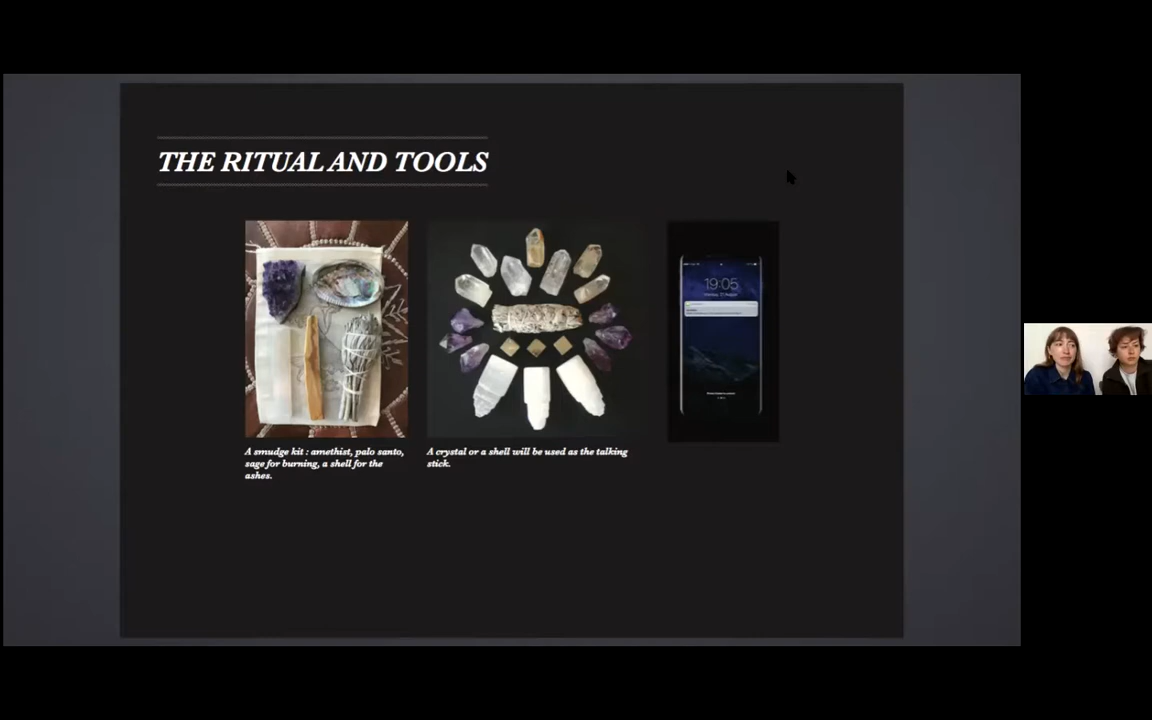 THE RITUAL AND TOOLS
19:05
A smudge kit : amethist, palo santo,
sage for burning, a shell for the
ashes.
A crystal or a shell will be used as the talking
stick.